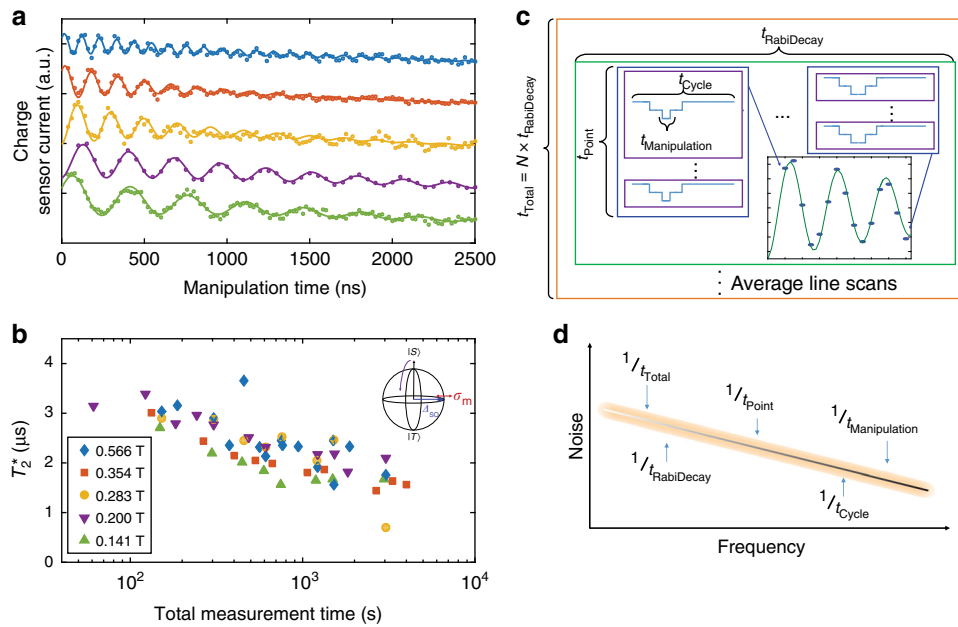 a
Charge
sensor current (a.u.)
0
500
1000
1500
2000
2500
Manipulation time (ns)
b
T2* (μs)
4
3
2
1
0
0.566 T
0.354 T
0.283 T
0.200 T
0.141 T
|S⟩
σm
ΔSO
|T⟩
10^2
10^3
10^4
Total measurement time (s)
c
tTotal = N × tRabiDecay
tRabiDecay
tPoint
tCycle
tManipulation
...
Average line scans
d
Noise
1/tTotal
1/tPoint
1/tManipulation
1/tRabiDecay
1/tCycle
Frequency